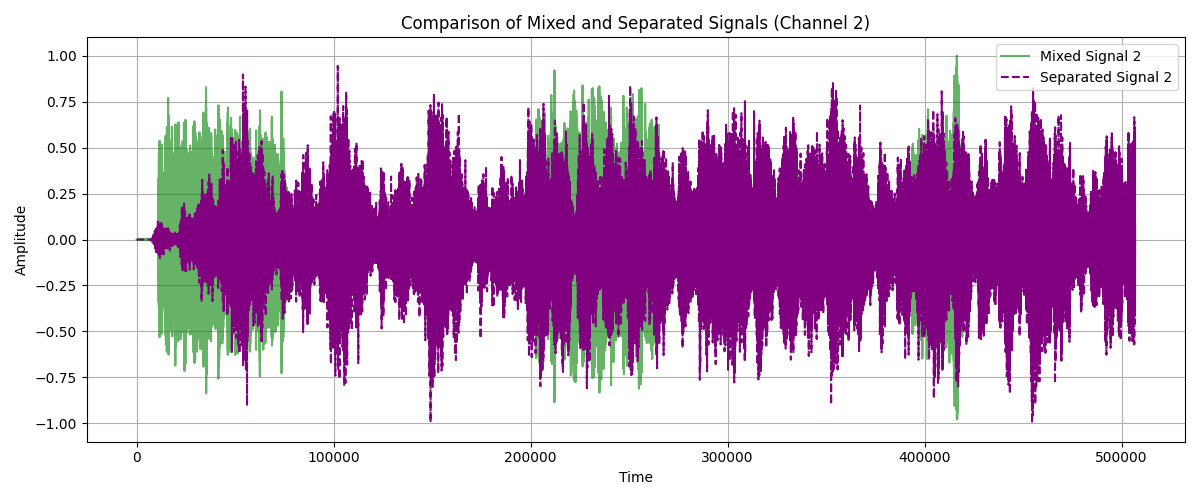 Comparison of Mixed and Separated Signals (Channel 2)
Mixed Signal 2
Separated Signal 2
Amplitude
1.00
0.75
0.50
0.25
0.00
−0.25
−0.50
−0.75
−1.00
0 100000 200000 300000 400000 500000
Time